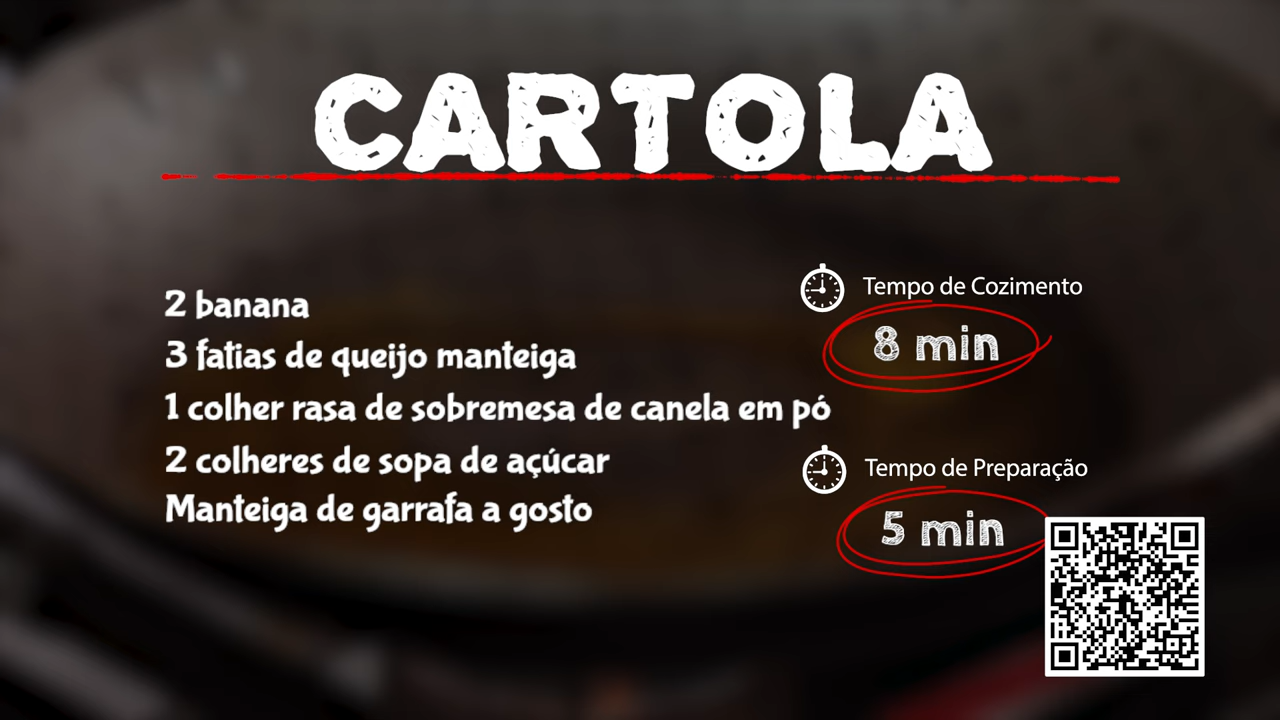 CARTOLA
2 banana
3 fatias de queijo manteiga
1 colher rasa de sobremesa de canela em pó
2 colheres de sopa de açúcar
Manteiga de garrafa a gosto
Tempo de Cozimento
8 min
Tempo de Preparação
5 min